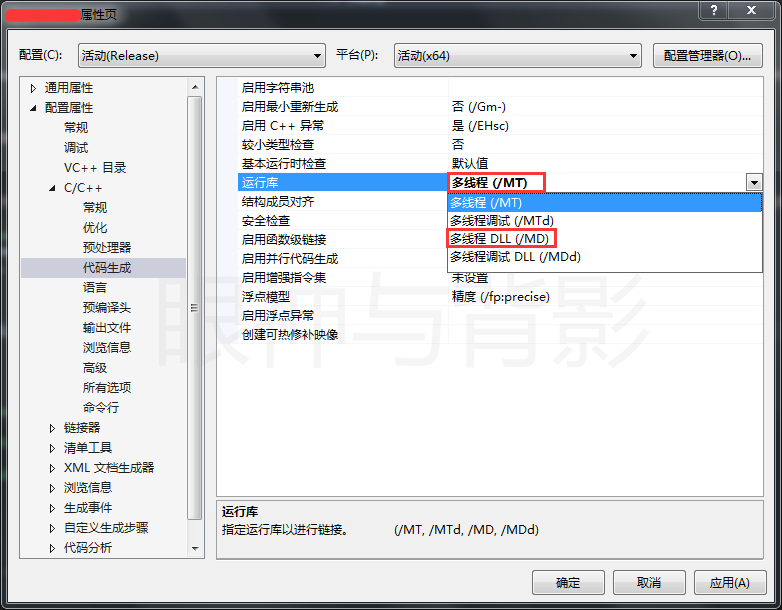 属性页
配置(C):
活动(Release)
平台(P):
活动(x64)
配置管理器(O)...
通用属性
配置属性
常规
调试
VC++ 目录
C/C++
常规
优化
预处理器
代码生成
语言
预编译头
输出文件
浏览信息
高级
所有选项
命令行
链接器
清单工具
XML 文档生成器
浏览信息
生成事件
自定义生成步骤
代码分析
启用字符串池
启用最小重新生成 否 (/Gm-)
启用 C++ 异常 是 (/EHsc)
较小类型检查 否
基本运行时检查 默认值
运行库 多线程 (/MT)
结构成员对齐
安全检查
启用函数级链接
启用并行代码生成
启用增强指令集 未设置
浮点模型 精度 (/fp:precise)
启用浮点异常
创建可热修补映像
多线程 (/MT)
多线程调试 (/MTd)
多线程 DLL (/MD)
多线程调试 DLL (/MDd)
眼神与背影
运行库
指定运行库以进行链接。 (/MT, /MTd, /MD, /MDd)
确定
取消
应用(A)